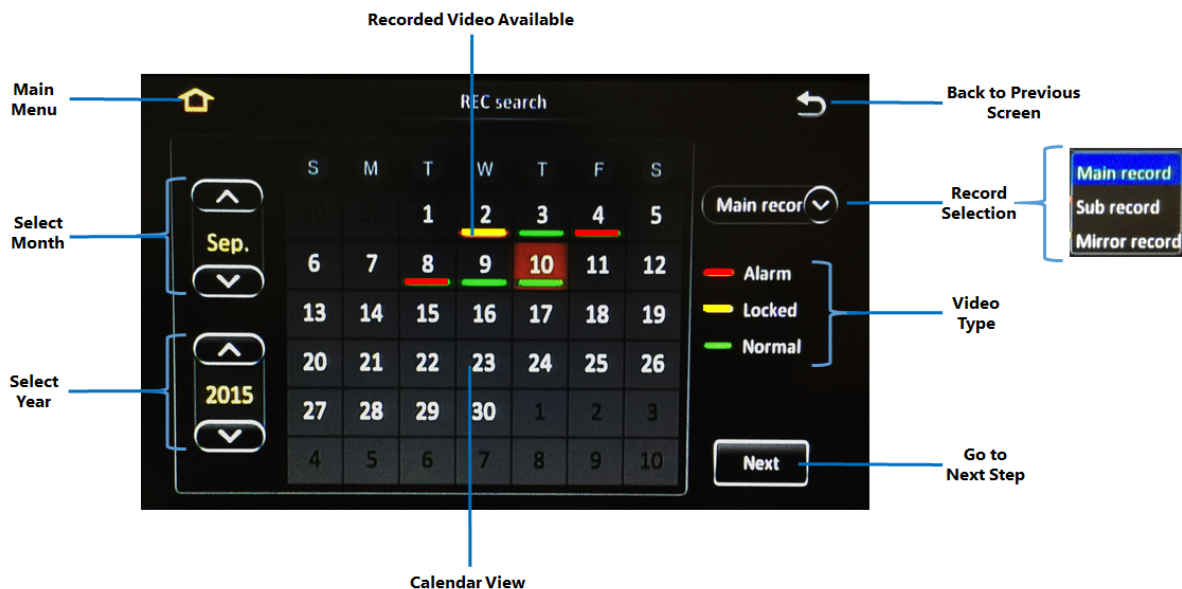 Recorded Video Available
Main
Menu
REC search
Back to Previous
Screen
S M T W T F S
30 31 1 2 3 4 5
6 7 8 9 10 11 12
13 14 15 16 17 18 19
20 21 22 23 24 25 26
27 28 29 30 1 2 3
4 5 6 7 8 9 10
Select
Month
Sep.
Select
Year
2015
Main recor
Record
Selection
Main record
Sub record
Mirror record
Alarm
Locked
Normal
Video
Type
Next
Go to
Next Step
Calendar View